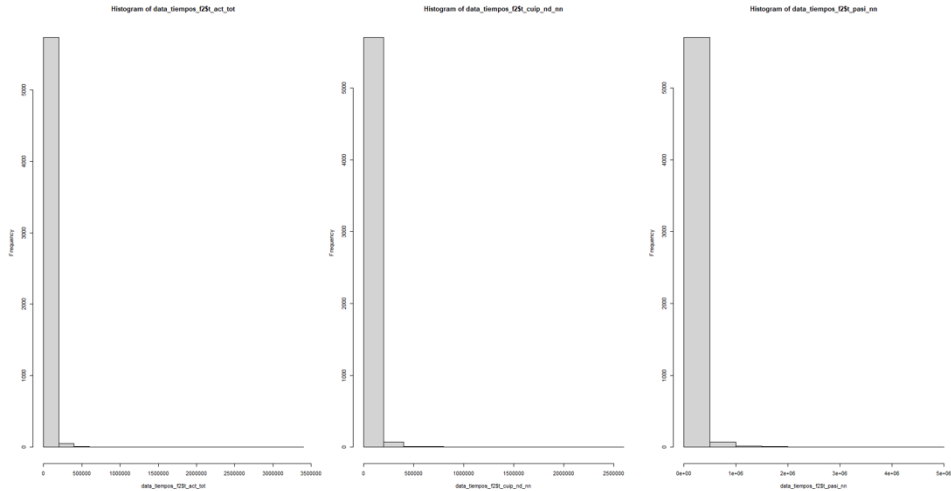 Histogram of data_tiempos_f2$t_act_tot
Frequency
5000
4000
3000
2000
1000
0
0 500000 1000000 1500000 2000000 2500000 3000000 3500000
data_tiempos_f2$t_act_tot
Histogram of data_tiempos_f2$t_cuip_nd_nn
Frequency
5000
4000
3000
2000
1000
0
0 500000 1000000 1500000 2000000 2500000
data_tiempos_f2$t_cuip_nd_nn
Histogram of data_tiempos_f2$t_pasi_nn
Frequency
5000
4000
3000
2000
1000
0
0e+00 1e+06 2e+06 3e+06 4e+06 5e+06
data_tiempos_f2$t_pasi_nn